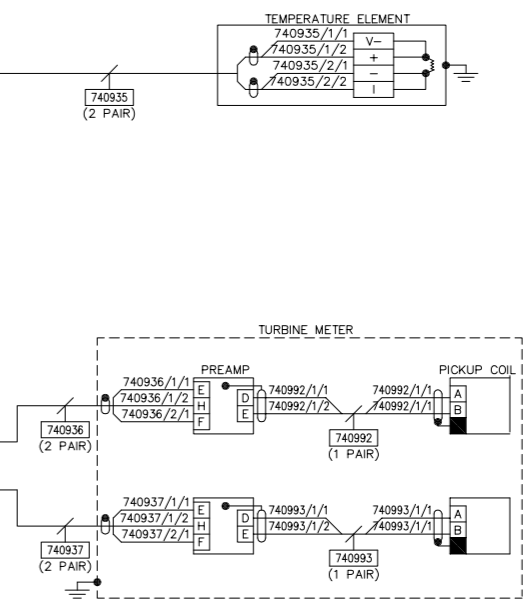 TEMPERATURE ELEMENT
740935/1/1
V-
740935/1/2
+
740935/2/1
-
740935/2/2
I
740935
(2 PAIR)
TURBINE METER
PREAMP
PICKUP COIL
740936/1/1
E
740992/1/1
740992/1/1
A
740936/1/2
H
D
740992/1/2
740992/1/1
B
740936/2/1
F
E
740936
(2 PAIR)
740992
(1 PAIR)
740937/1/1
E
740993/1/1
740993/1/1
A
740937/1/2
H
D
740993/1/2
740993/1/1
B
740937/2/1
F
E
740937
(2 PAIR)
740993
(1 PAIR)